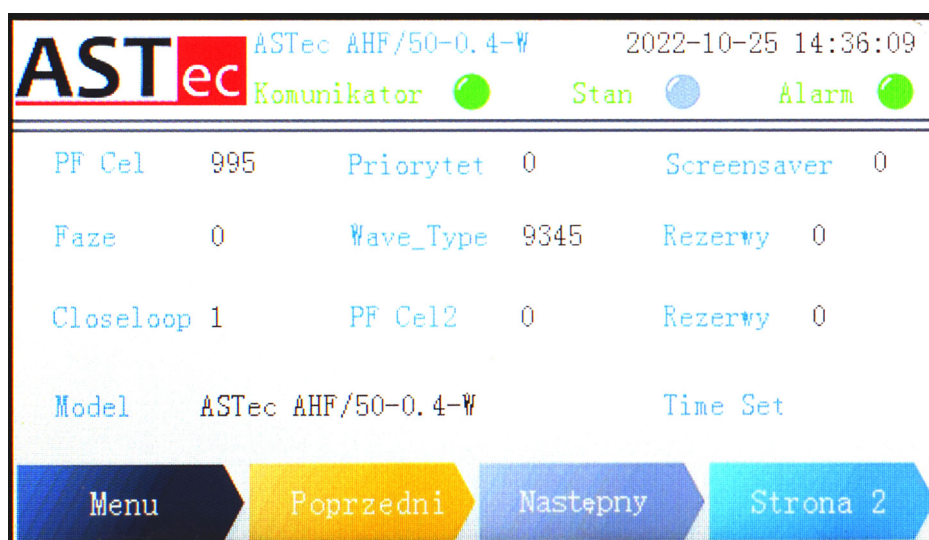 ASTec
ASTec AHF/50-0.4-W 2022-10-25 14:36:09
Komunikator Stan Alarm
PF Cel 995 Priorytet 0 Screensaver 0
Faze 0 Wave_Type 9345 Rezerwy 0
Closeloop 1 PF Cel2 0 Rezerwy 0
Model ASTec AHF/50-0.4-W Time Set
Menu Poprzedni Następny Strona 2